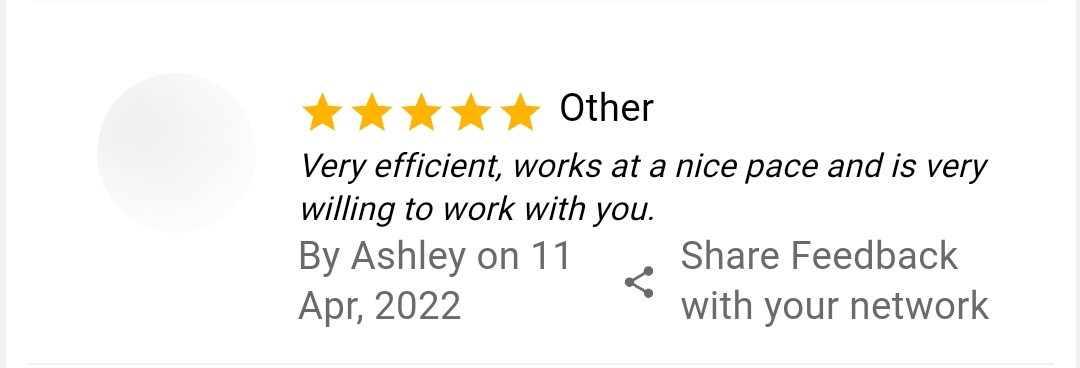 Other
Very efficient, works at a nice pace and is very
willing to work with you.
By Ashley on 11
Apr, 2022
Share Feedback
with your network